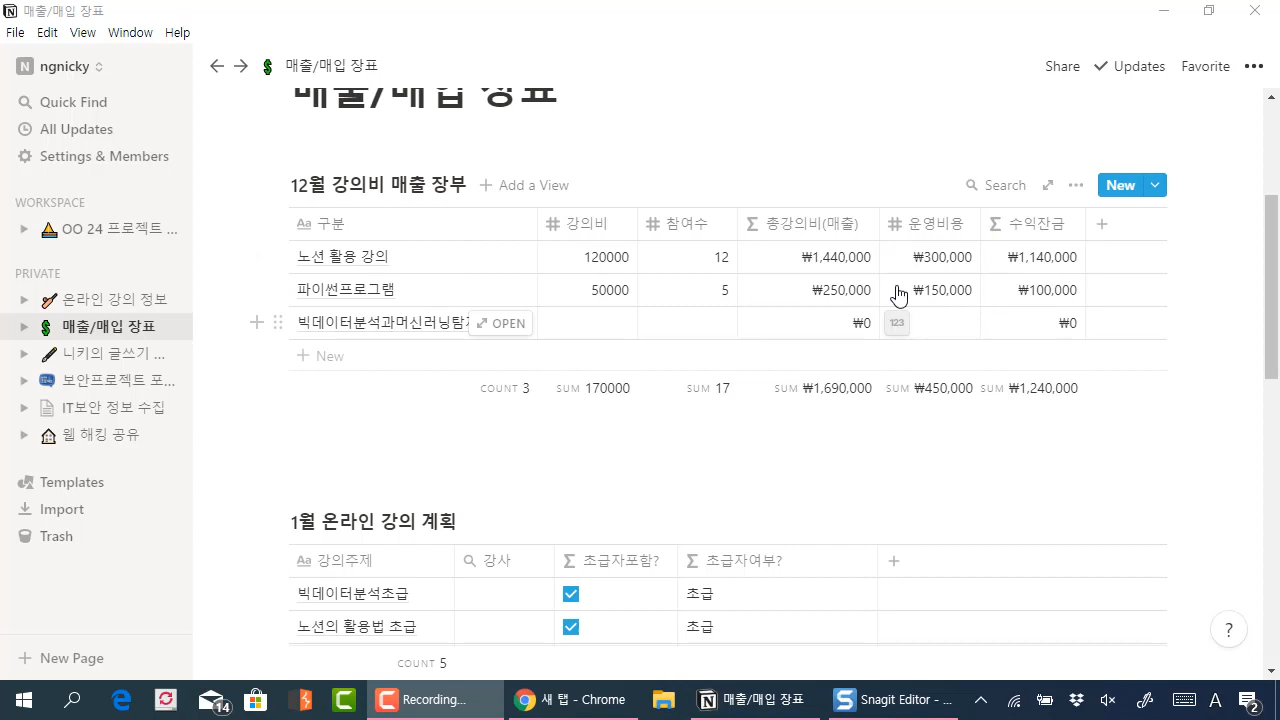 매출/매입 장표
File Edit View Window Help
N ngnicky
매출/매입 장표
Share Updates Favorite
Quick Find
All Updates
Settings & Members
WORKSPACE
OO 24 프로젝트 ...
PRIVATE
온라인 강의 정보
매출/매입 장표
니키의 글쓰기 ...
보안프로젝트 포...
IT보안 정보 수집
웹 해킹 공유
Templates
Import
Trash
New Page
매출/매입 장표
12월 강의비 매출 장부 Add a View Search New
Aa 구분 # 강의비 # 참여수 Σ 총강의비(매출) # 운영비용 Σ 수익잔금
노션 활용 강의 120000 12 ₩1,440,000 ₩300,000 ₩1,140,000
파이썬프로그램 50000 5 ₩250,000 ₩150,000 ₩100,000
빅데이터분석과머신러닝탐지 OPEN ₩0 123 ₩0
New
COUNT 3 SUM 170000 SUM 17 SUM ₩1,690,000 SUM ₩450,000 SUM ₩1,240,000
1월 온라인 강의 계획
Aa 강의주제 강사 Σ 초급자포함? Σ 초급자여부?
빅데이터분석초급 초급
노션의 활용법 초급 초급
COUNT 5
?
14 Recording... 새 탭 - Chrome 매출/매입 장표 Snagit Editor - ... A 2